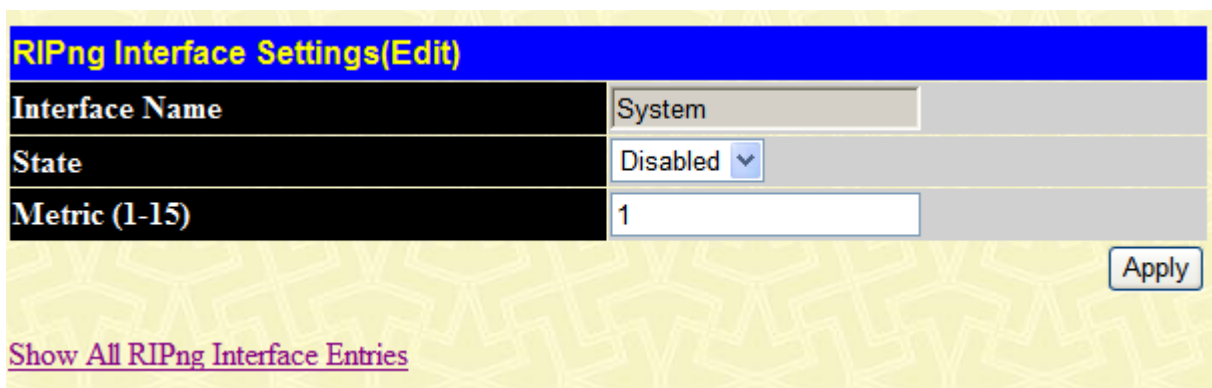 RIPng Interface Settings(Edit)
Interface Name System
State Disabled
Metric (1-15) 1
Apply
Show All RIPng Interface Entries